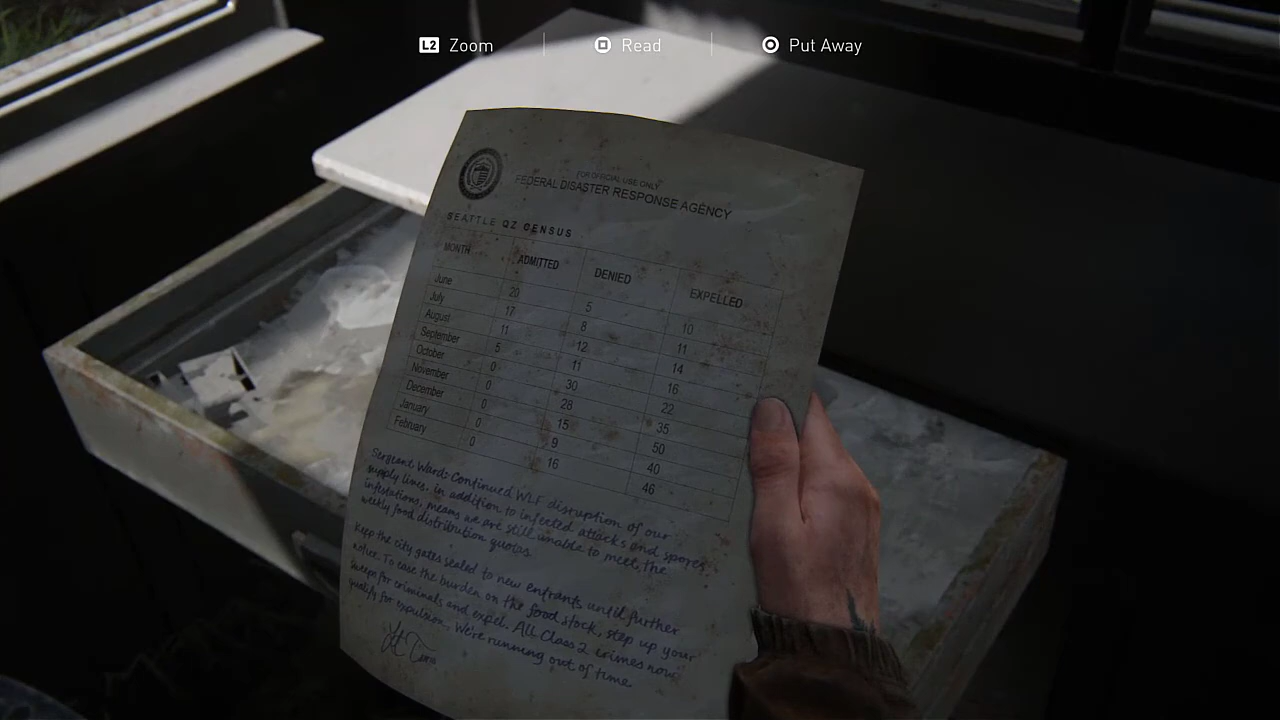 L2 Zoom Read Put Away
FOR OFFICIAL USE ONLY
FEDERAL DISASTER RESPONSE AGENCY
SEATTLE QZ CENSUS
MONTH ADMITTED DENIED EXPELLED
June 20 5 10
July 17 8 11
August 11 12 14
September 5 11 16
October 0 30 22
November 0 28 35
December 0 15 50
January 0 9 40
February 0 16 46
Sergeant Ward: Continued WLF disruption of our
supply lines, in addition to infected attacks and spores
infestations, means we are still unable to meet the
weekly food distribution quotas.
Keep the city gates sealed to new entrants until further
notice. To ease the burden on the food stock, step up your
sweeps for criminals and expel. All Class 2 crimes now
qualify for expulsion. We're running out of time.
Lt Torres